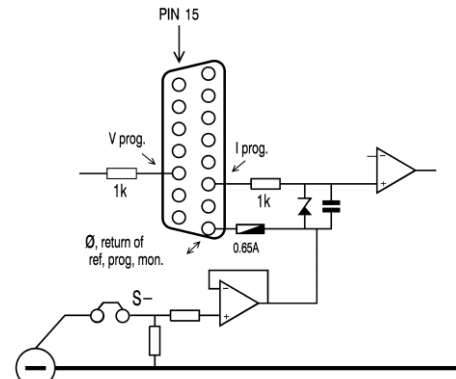 PIN 15
V prog.
I prog.
1k
1k
Ø, return of
ref, prog, mon.
0.65A
S–